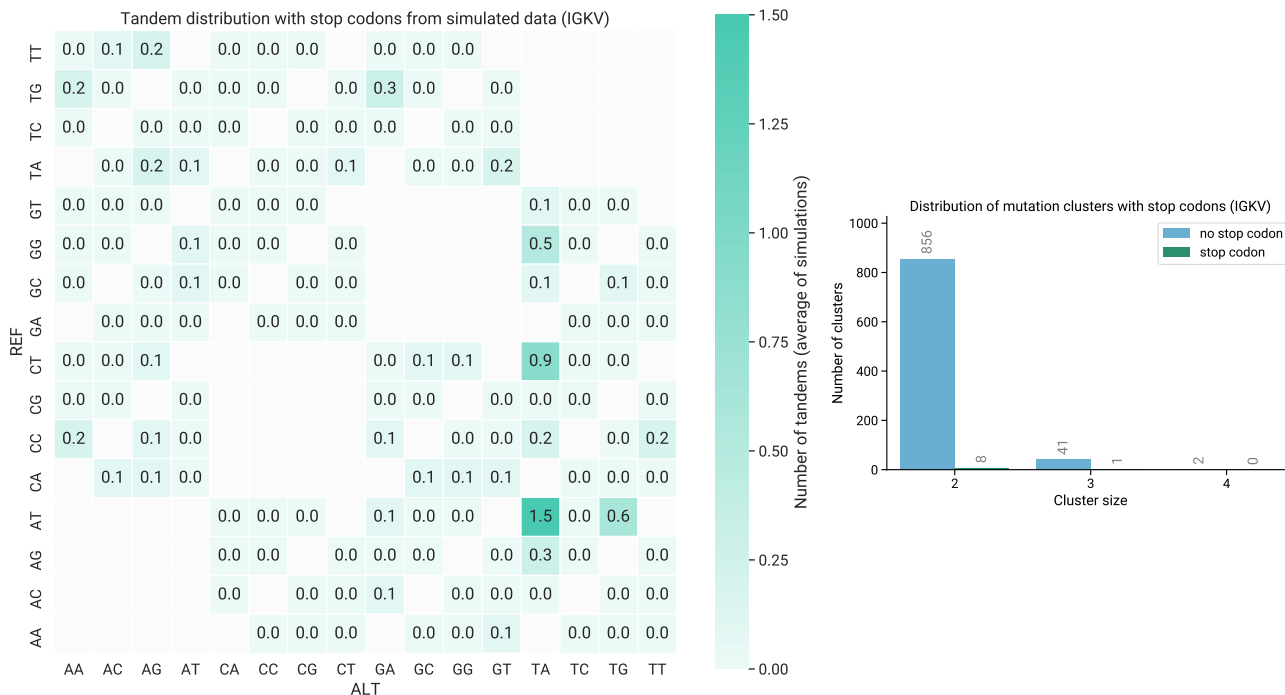 Tandem distribution with stop codons from simulated data (IGKV)
TT 0.0 0.1 0.2 0.0 0.0 0.0 0.0 0.0 0.0
TG 0.2 0.0 0.0 0.0 0.0 0.0 0.3 0.0 0.0
TC 0.0 0.0 0.0 0.0 0.0 0.0 0.0 0.0 0.0
TA 0.0 0.2 0.1 0.0 0.0 0.1 0.0 0.0 0.2
GT 0.0 0.0 0.0 0.0 0.0 0.0 0.1 0.0 0.0
GG 0.0 0.0 0.1 0.0 0.0 0.0 0.5 0.0 0.0
GC 0.0 0.0 0.1 0.0 0.0 0.0 0.1 0.1 0.0
GA 0.0 0.0 0.0 0.0 0.0 0.0 0.0 0.0 0.0
CT 0.0 0.0 0.1 0.0 0.1 0.1 0.9 0.0 0.0
CG 0.0 0.0 0.0 0.0 0.0 0.0 0.0 0.0 0.0
CC 0.2 0.1 0.0 0.1 0.0 0.0 0.2 0.0 0.2
CA 0.1 0.1 0.0 0.1 0.1 0.1 0.0 0.0 0.0
AT 0.0 0.0 0.0 0.1 0.0 0.0 1.5 0.0 0.6
AG 0.0 0.0 0.0 0.0 0.0 0.0 0.3 0.0 0.0
AC 0.0 0.0 0.0 0.1 0.0 0.0 0.0 0.0 0.0
AA 0.0 0.0 0.0 0.0 0.0 0.1 0.0 0.0 0.0
AA AC AG AT CA CC CG CT GA GC GG GT TA TC TG TT
REF
ALT
1.50
1.25
1.00
0.75
0.50
0.25
0.00
Number of tandems (average of simulations)
Distribution of mutation clusters with stop codons (IGKV)
no stop codon
stop codon
1000
800
600
400
200
0
Number of clusters
856
8
41
1
2
0
2 3 4
Cluster size